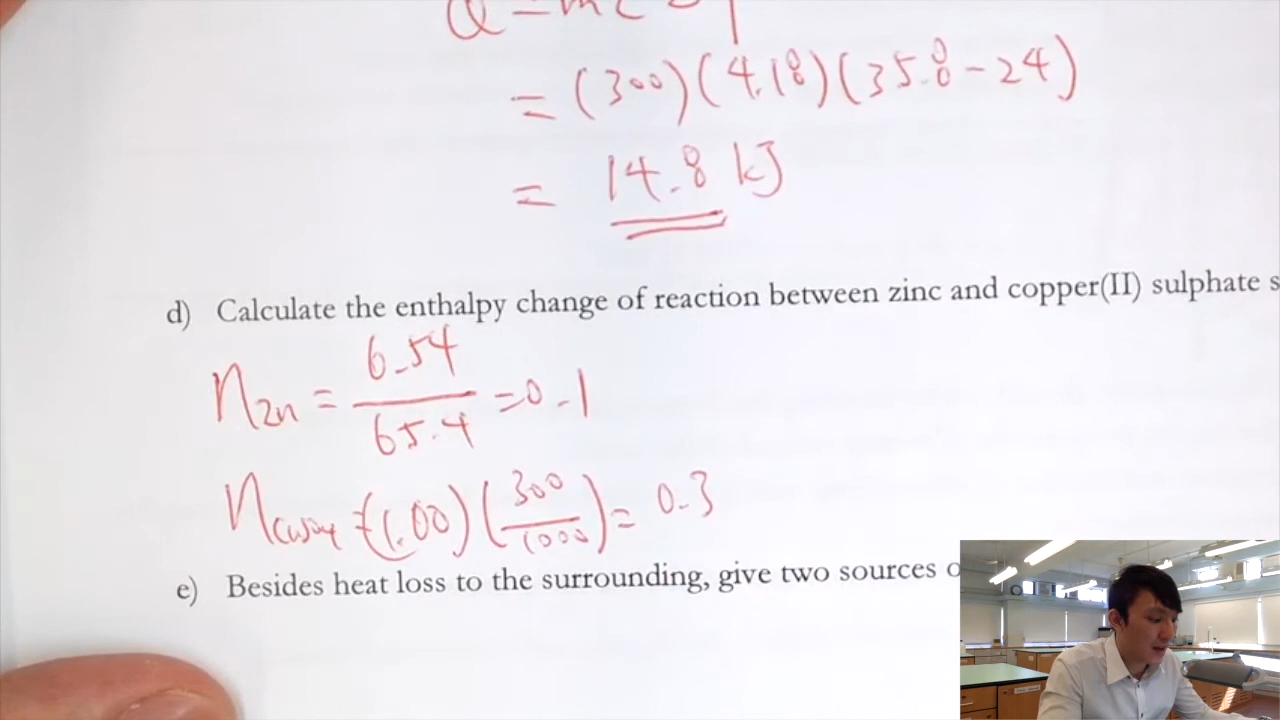 Q = mcΔT
= (300)(4.18)(35.8 - 24)
= 14.8 kJ
d) Calculate the enthalpy change of reaction between zinc and copper(II) sulphate s
n_Zn = 6.54/65.4 = 0.1
n_CuSO4 = (1.00)(300/1000) = 0.3
e) Besides heat loss to the surrounding, give two sources o